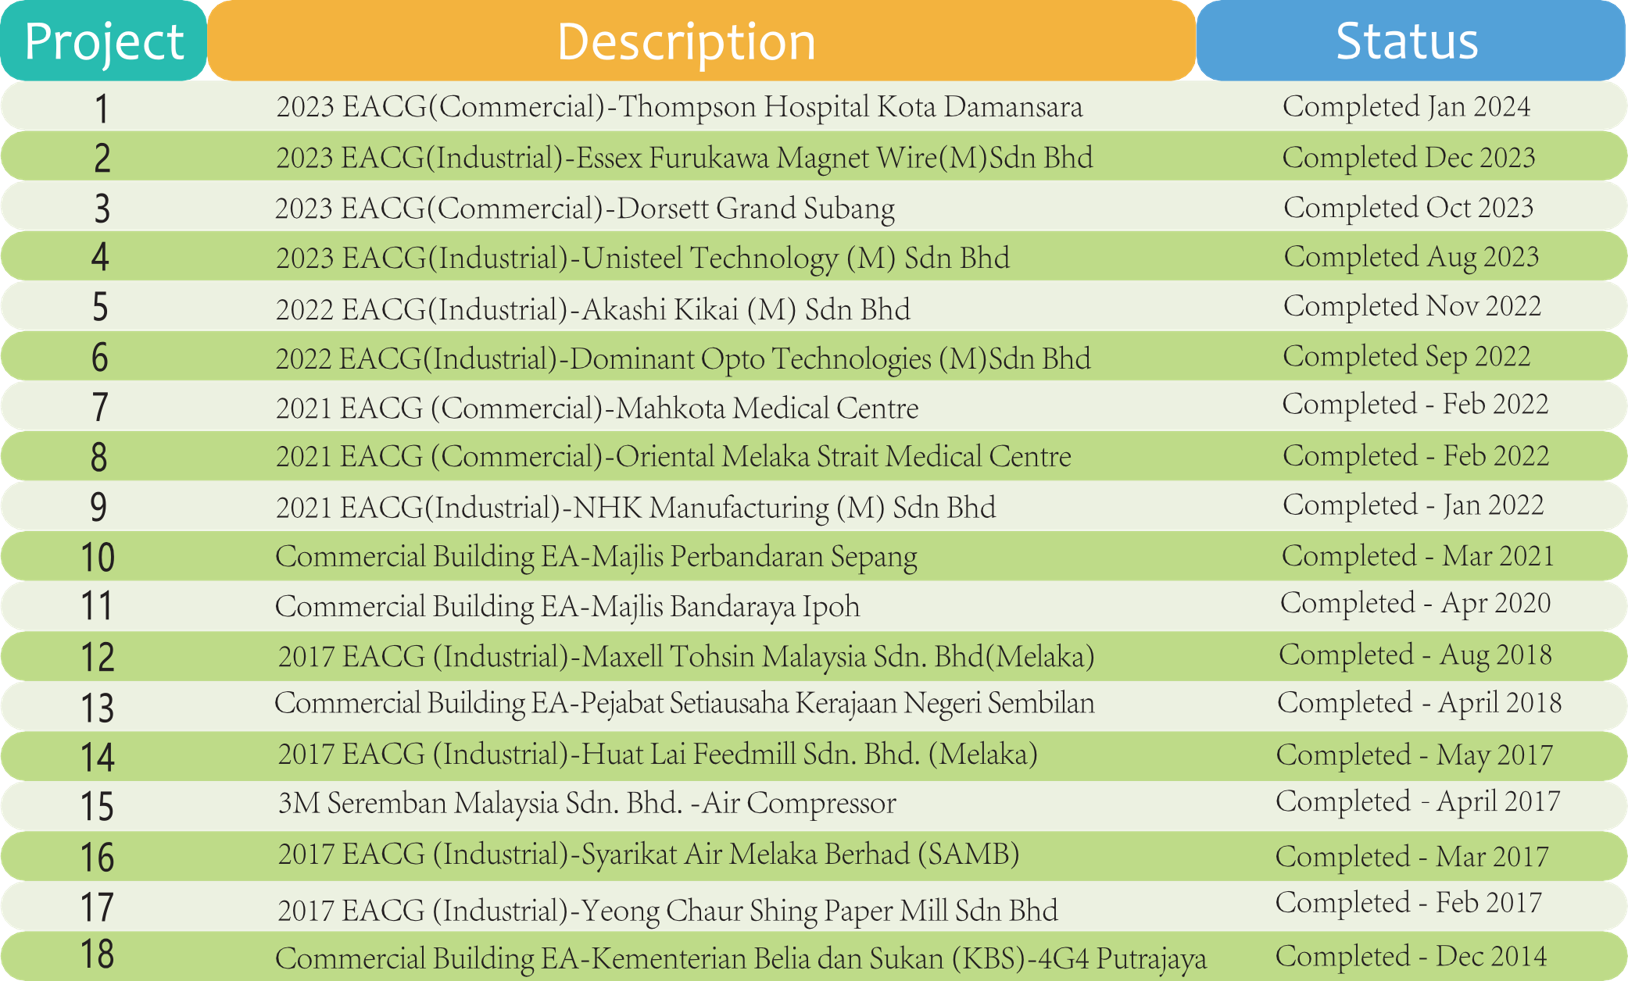 Project Description Status
1 2023 EACG(Commercial)-Thompson Hospital Kota Damansara Completed Jan 2024
2 2023 EACG(Industrial)-Essex Furukawa Magnet Wire(M)Sdn Bhd Completed Dec 2023
3 2023 EACG(Commercial)-Dorsett Grand Subang Completed Oct 2023
4 2023 EACG(Industrial)-Unisteel Technology (M) Sdn Bhd Completed Aug 2023
5 2022 EACG(Industrial)-Akashi Kikai (M) Sdn Bhd Completed Nov 2022
6 2022 EACG(Industrial)-Dominant Opto Technologies (M)Sdn Bhd Completed Sep 2022
7 2021 EACG (Commercial)-Mahkota Medical Centre Completed - Feb 2022
8 2021 EACG (Commercial)-Oriental Melaka Strait Medical Centre Completed - Feb 2022
9 2021 EACG(Industrial)-NHK Manufacturing (M) Sdn Bhd Completed - Jan 2022
10 Commercial Building EA-Majlis Perbandaran Sepang Completed - Mar 2021
11 Commercial Building EA-Majlis Bandaraya Ipoh Completed - Apr 2020
12 2017 EACG (Industrial)-Maxell Tohsin Malaysia Sdn. Bhd(Melaka) Completed - Aug 2018
13 Commercial Building EA-Pejabat Setiausaha Kerajaan Negeri Sembilan Completed - April 2018
14 2017 EACG (Industrial)-Huat Lai Feedmill Sdn. Bhd. (Melaka) Completed - May 2017
15 3M Seremban Malaysia Sdn. Bhd. -Air Compressor Completed - April 2017
16 2017 EACG (Industrial)-Syarikat Air Melaka Berhad (SAMB) Completed - Mar 2017
17 2017 EACG (Industrial)-Yeong Chaur Shing Paper Mill Sdn Bhd Completed - Feb 2017
18 Commercial Building EA-Kementerian Belia dan Sukan (KBS)-4G4 Putrajaya Completed - Dec 2014